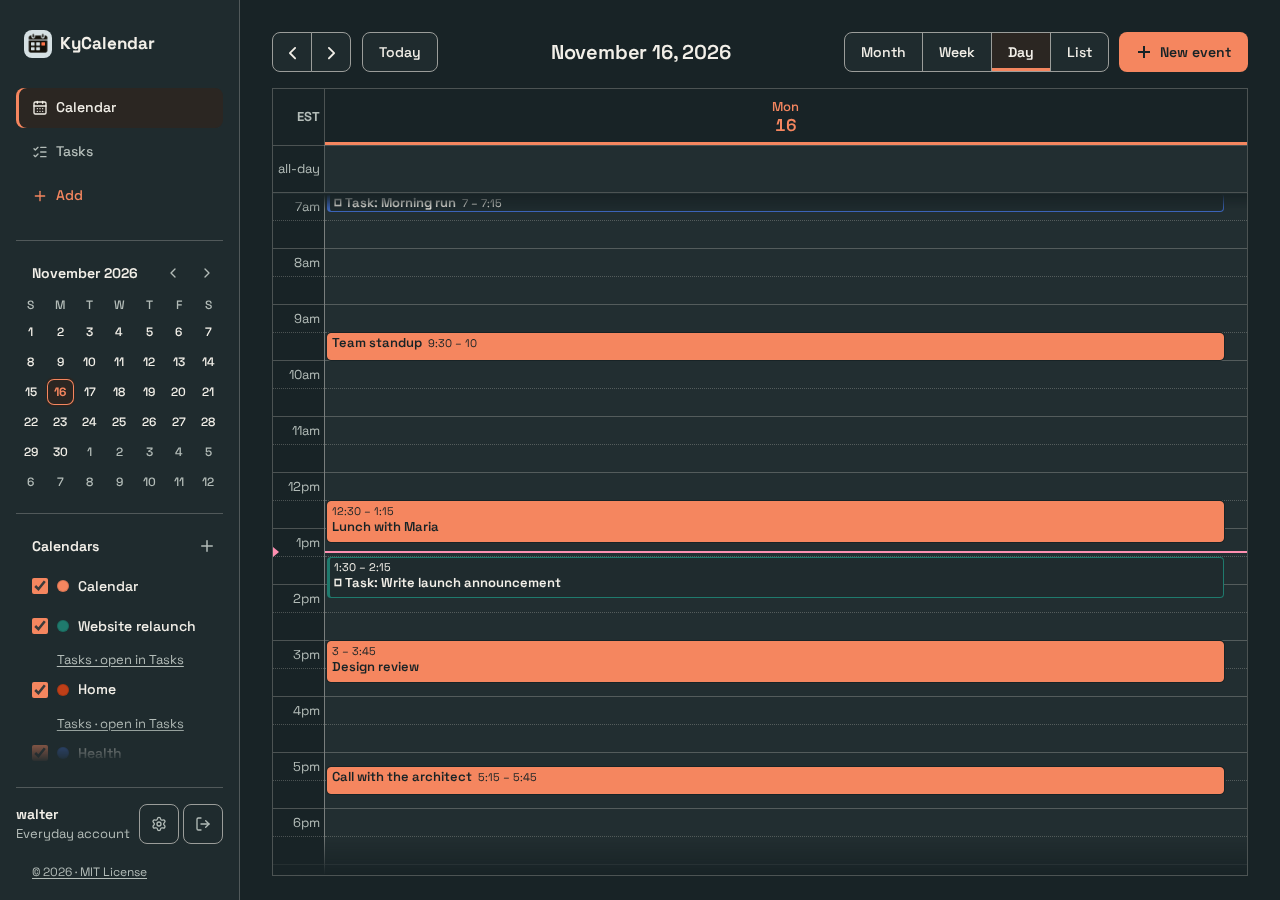 KyCalendar
Calendar
Tasks
Add
November 2026
S M T W T F S
1 2 3 4 5 6 7
8 9 10 11 12 13 14
15 16 17 18 19 20 21
22 23 24 25 26 27 28
29 30 1 2 3 4 5
6 7 8 9 10 11 12
Calendars
Calendar
Website relaunch
Tasks · open in Tasks
Home
Tasks · open in Tasks
Health
walter
Everyday account
© 2026 · MIT License
Today
November 16, 2026
Month Week Day List
New event
EST
Mon
16
all-day
7am
Task: Morning run 7 – 7:15
8am
9am
Team standup 9:30 – 10
10am
11am
12pm
12:30 – 1:15
Lunch with Maria
1pm
1:30 – 2:15
Task: Write launch announcement
2pm
3pm
3 – 3:45
Design review
4pm
5pm
Call with the architect 5:15 – 5:45
6pm